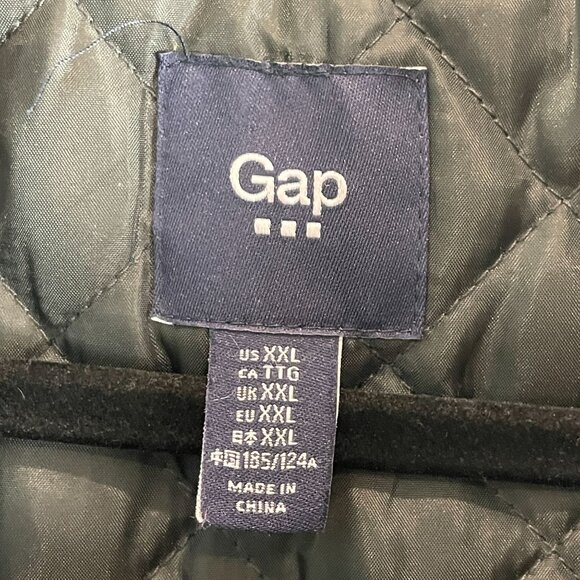 Gap
US XXL
CA TTG
UK XXL
EU XXL
日本 XXL
中国 185/124A
MADE IN
CHINA